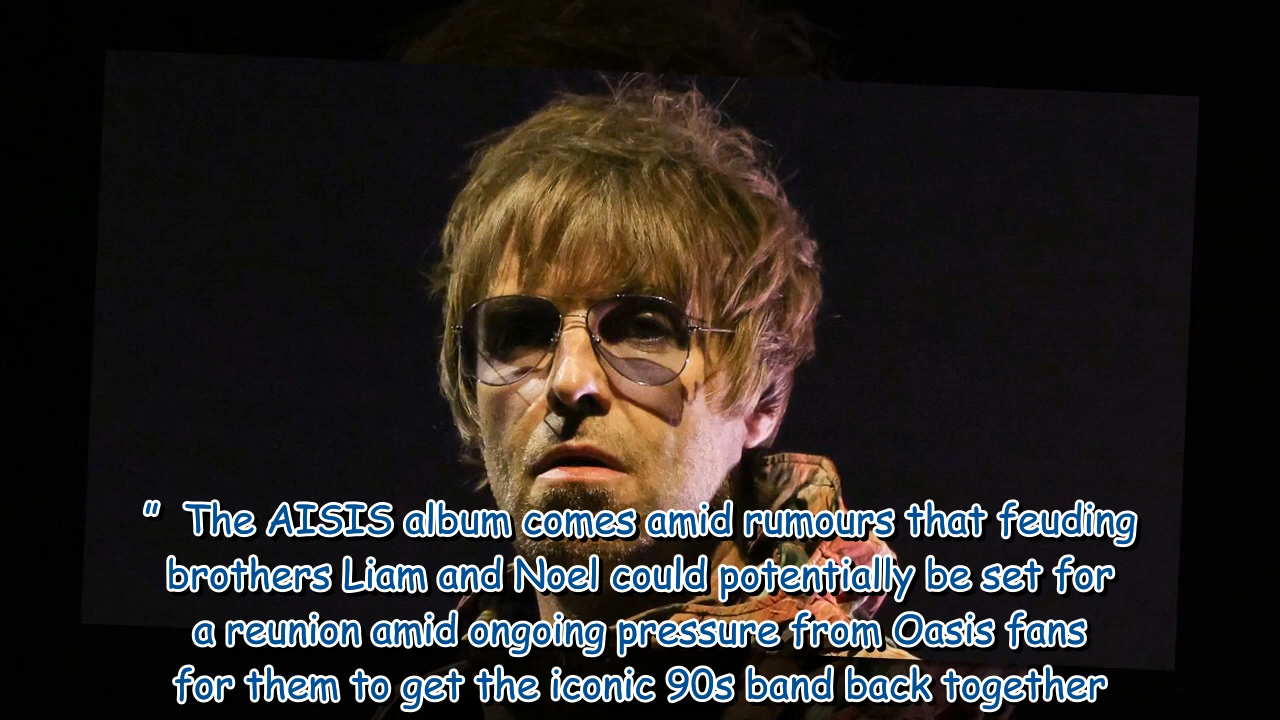 ” The AISIS album comes amid rumours that feuding
brothers Liam and Noel could potentially be set for
a reunion amid ongoing pressure from Oasis fans
for them to get the iconic 90s band back together